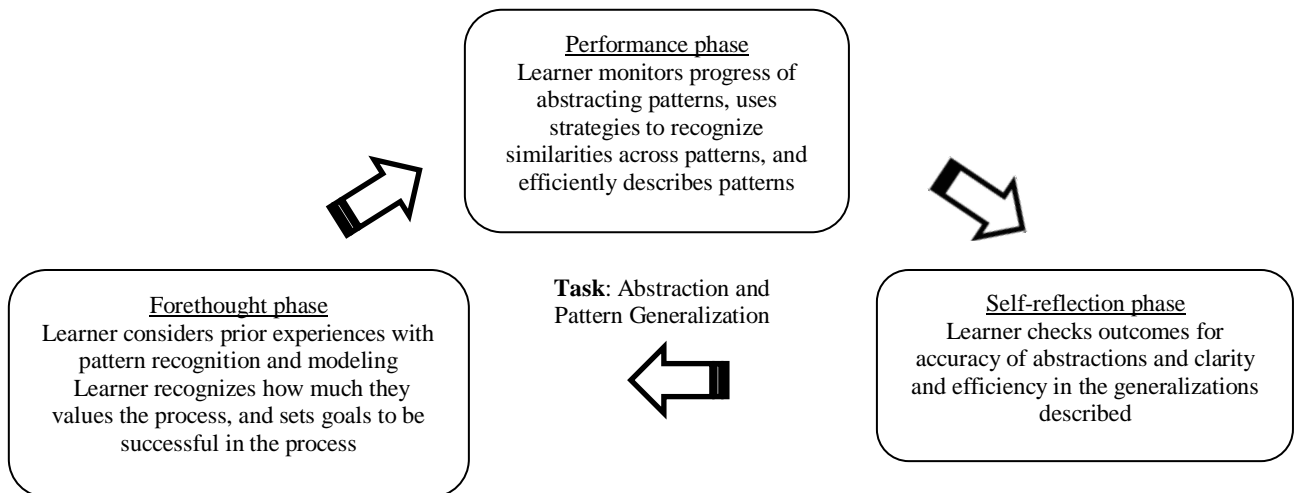 Performance phase
Learner monitors progress of
abstracting patterns, uses
strategies to recognize
similarities across patterns, and
efficiently describes patterns
Forethought phase
Learner considers prior experiences with
pattern recognition and modeling
Learner recognizes how much they
values the process, and sets goals to be
successful in the process
Task: Abstraction and
Pattern Generalization
Self-reflection phase
Learner checks outcomes for
accuracy of abstractions and clarity
and efficiency in the generalizations
described